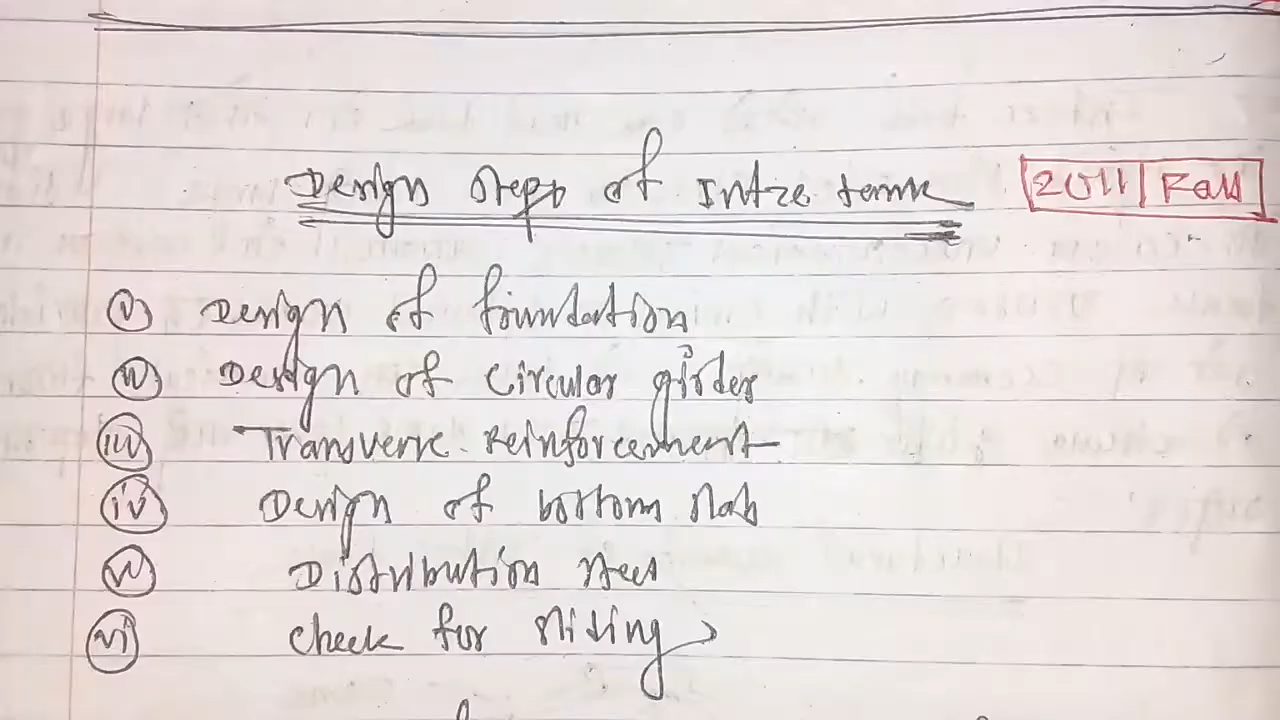 Design steps of Intze tank
2011 Fall
i Design of foundation
ii Design of circular girder
iii Transverse reinforcement
iv Design of bottom slab
v Distribution steel
vi check for sliding